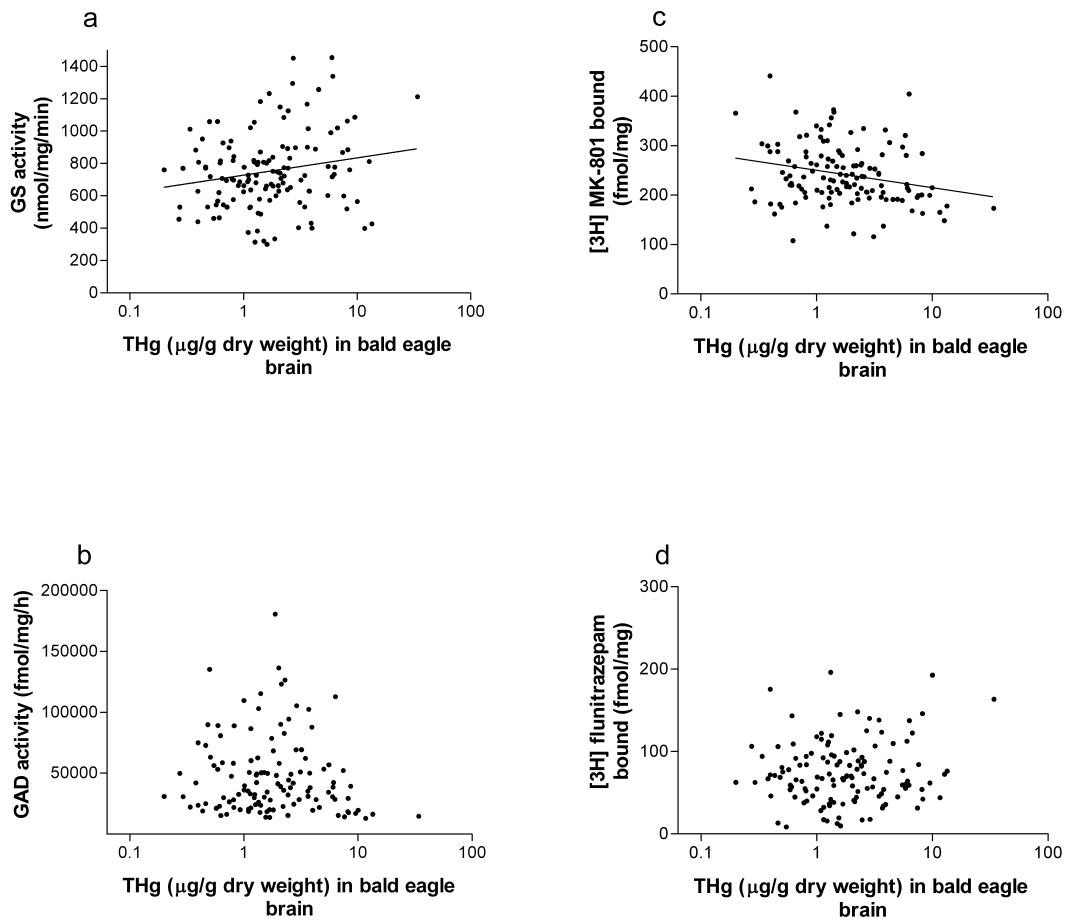 a
GS activity
(nmol/mg/min)
1400
1200
1000
800
600
400
200
0
0.1 1 10 100
THg (μg/g dry weight) in bald eagle
brain
c
[3H] MK-801 bound
(fmol/mg)
500
400
300
200
100
0
0.1 1 10 100
THg (μg/g dry weight) in bald eagle
brain
b
GAD activity (fmol/mg/h)
200000
150000
100000
50000
0.1 1 10 100
THg (μg/g dry weight) in bald eagle
brain
d
[3H] flunitrazepam
bound (fmol/mg)
300
200
100
0
0.1 1 10 100
THg (μg/g dry weight) in bald eagle
brain